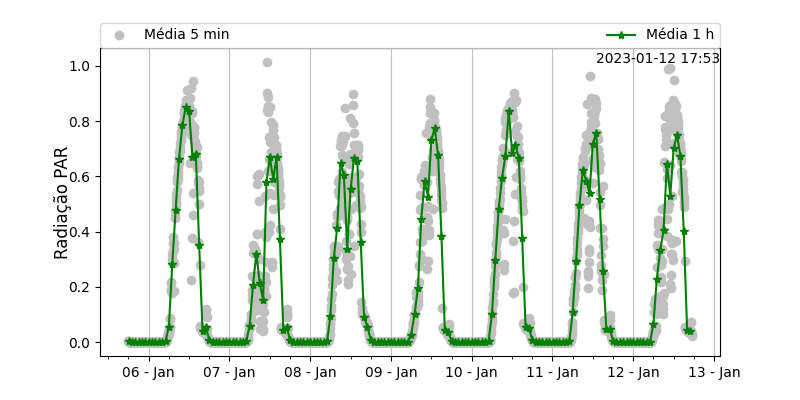 Média 5 min
Média 1 h
2023-01-12 17:53
Radiação PAR
1.0
0.8
0.6
0.4
0.2
0.0
06 - Jan
07 - Jan
08 - Jan
09 - Jan
10 - Jan
11 - Jan
12 - Jan
13 - Jan